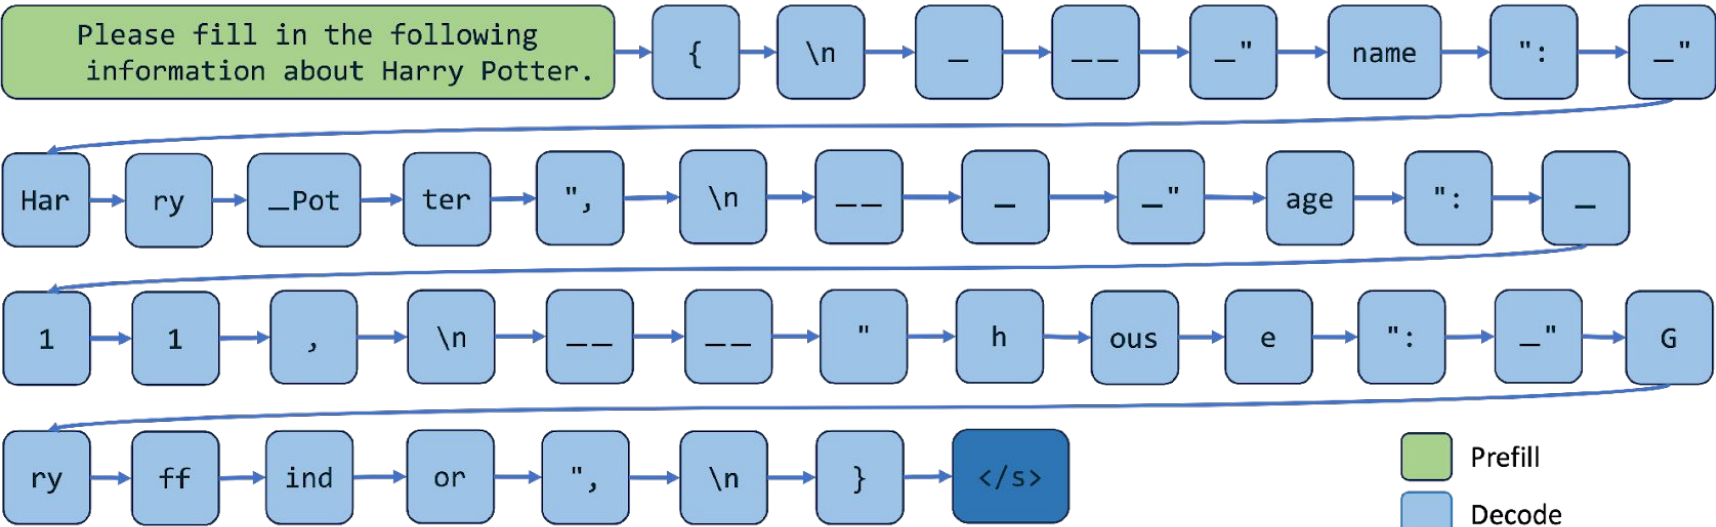 Please fill in the following
information about Harry Potter.
{ \n _ __ _" name ": _"
Har ry _Pot ter ", \n __ _ _" age ": _
1 1 , \n __ __ " h ous e ": _" G
ry ff ind or ", \n } </s>
Prefill
Decode